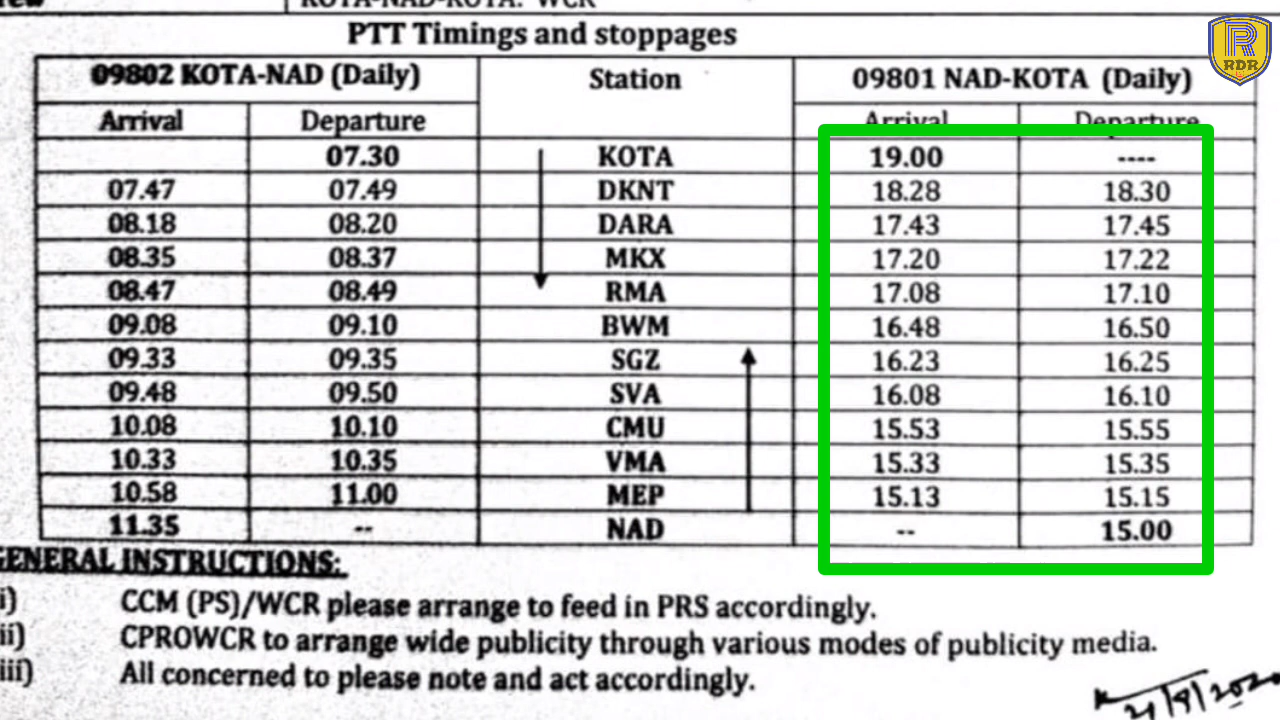 KOTA-NAD-KOTA: WCR
PTT Timings and stoppages
RDR
09802 KOTA-NAD (Daily) Station 09801 NAD-KOTA (Daily)
Arrival Departure Arrival Departure
07.30 KOTA 19.00 ----
07.47 07.49 DKNT 18.28 18.30
08.18 08.20 DARA 17.43 17.45
08.35 08.37 MKX 17.20 17.22
08.47 08.49 RMA 17.08 17.10
09.08 09.10 BWM 16.48 16.50
09.33 09.35 SGZ 16.23 16.25
09.48 09.50 SVA 16.08 16.10
10.08 10.10 CMU 15.53 15.55
10.33 10.35 VMA 15.33 15.35
10.58 11.00 MEP 15.13 15.15
11.35 -- NAD -- 15.00
GENERAL INSTRUCTIONS:
i) CCM (PS)/WCR please arrange to feed in PRS accordingly.
ii) CPROWCR to arrange wide publicity through various modes of publicity media.
iii) All concerned to please note and act accordingly.